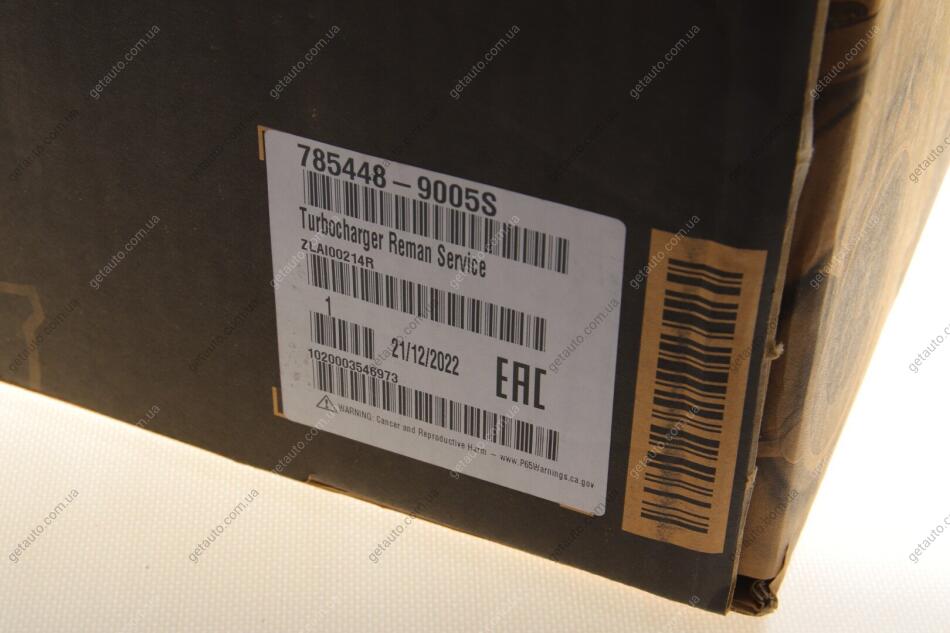 785448-9005S
Turbocharger Reman Service
ZLAI00214R
1
21/12/2022
EAC
1020003546973
WARNING: Cancer and Reproductive Harm – www.P65Warnings.ca.gov
getauto.com.ua